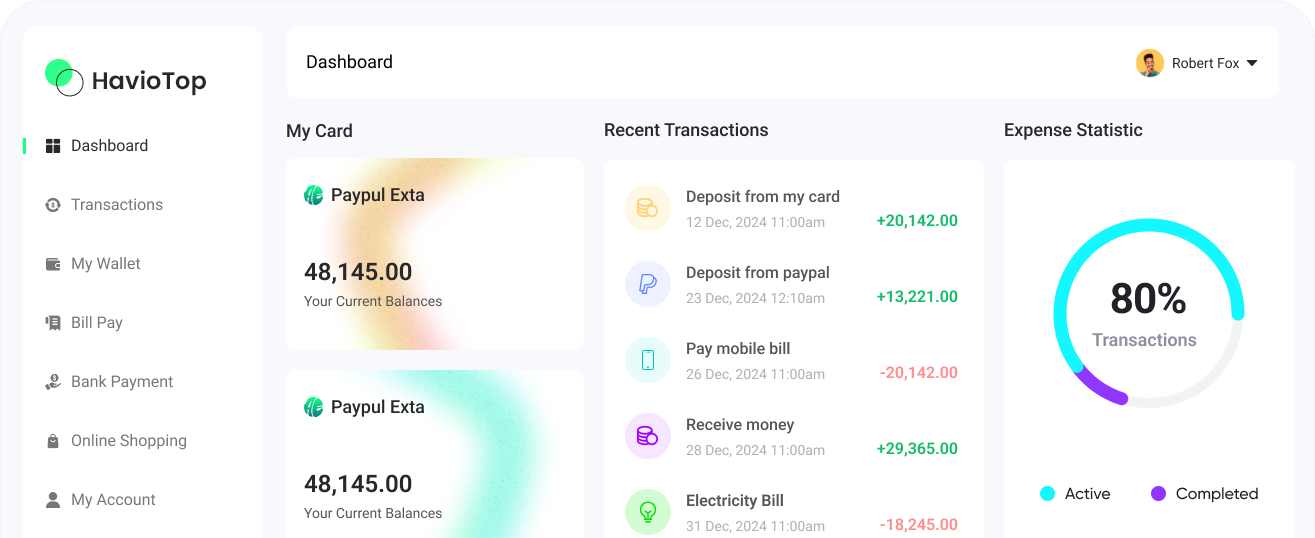 HavioTop
Dashboard
Transactions
My Wallet
Bill Pay
Bank Payment
Online Shopping
My Account
Dashboard
Robert Fox
My Card
Paypul Exta
48,145.00
Your Current Balances
Paypul Exta
48,145.00
Your Current Balances
Recent Transactions
Deposit from my card
12 Dec, 2024 11:00am
+20,142.00
Deposit from paypal
23 Dec, 2024 12:10am
+13,221.00
Pay mobile bill
26 Dec, 2024 11:00am
-20,142.00
Receive money
28 Dec, 2024 11:00am
+29,365.00
Electricity Bill
31 Dec, 2024 11:00am
-18,245.00
Expense Statistic
80%
Transactions
Active
Completed